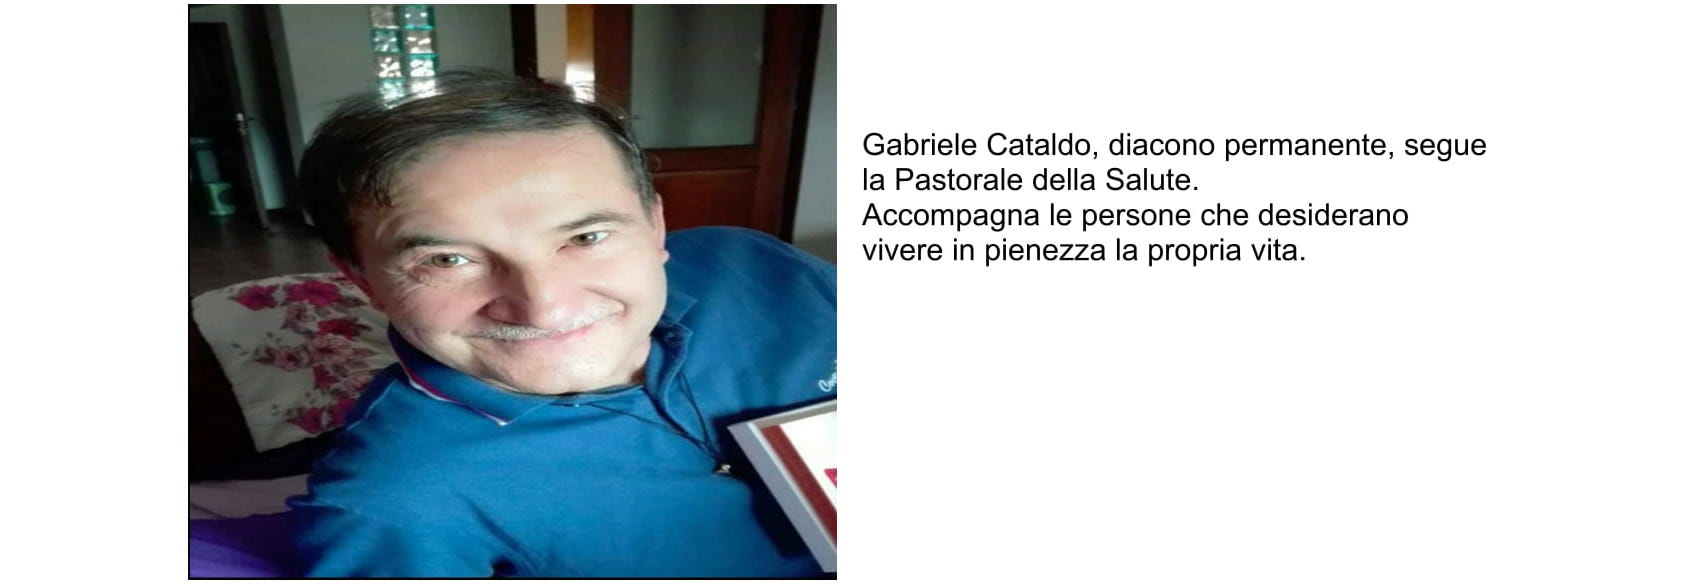 Gabriele Cataldo, diacono permanente, segue
la Pastorale della Salute.
Accompagna le persone che desiderano
vivere in pienezza la propria vita.